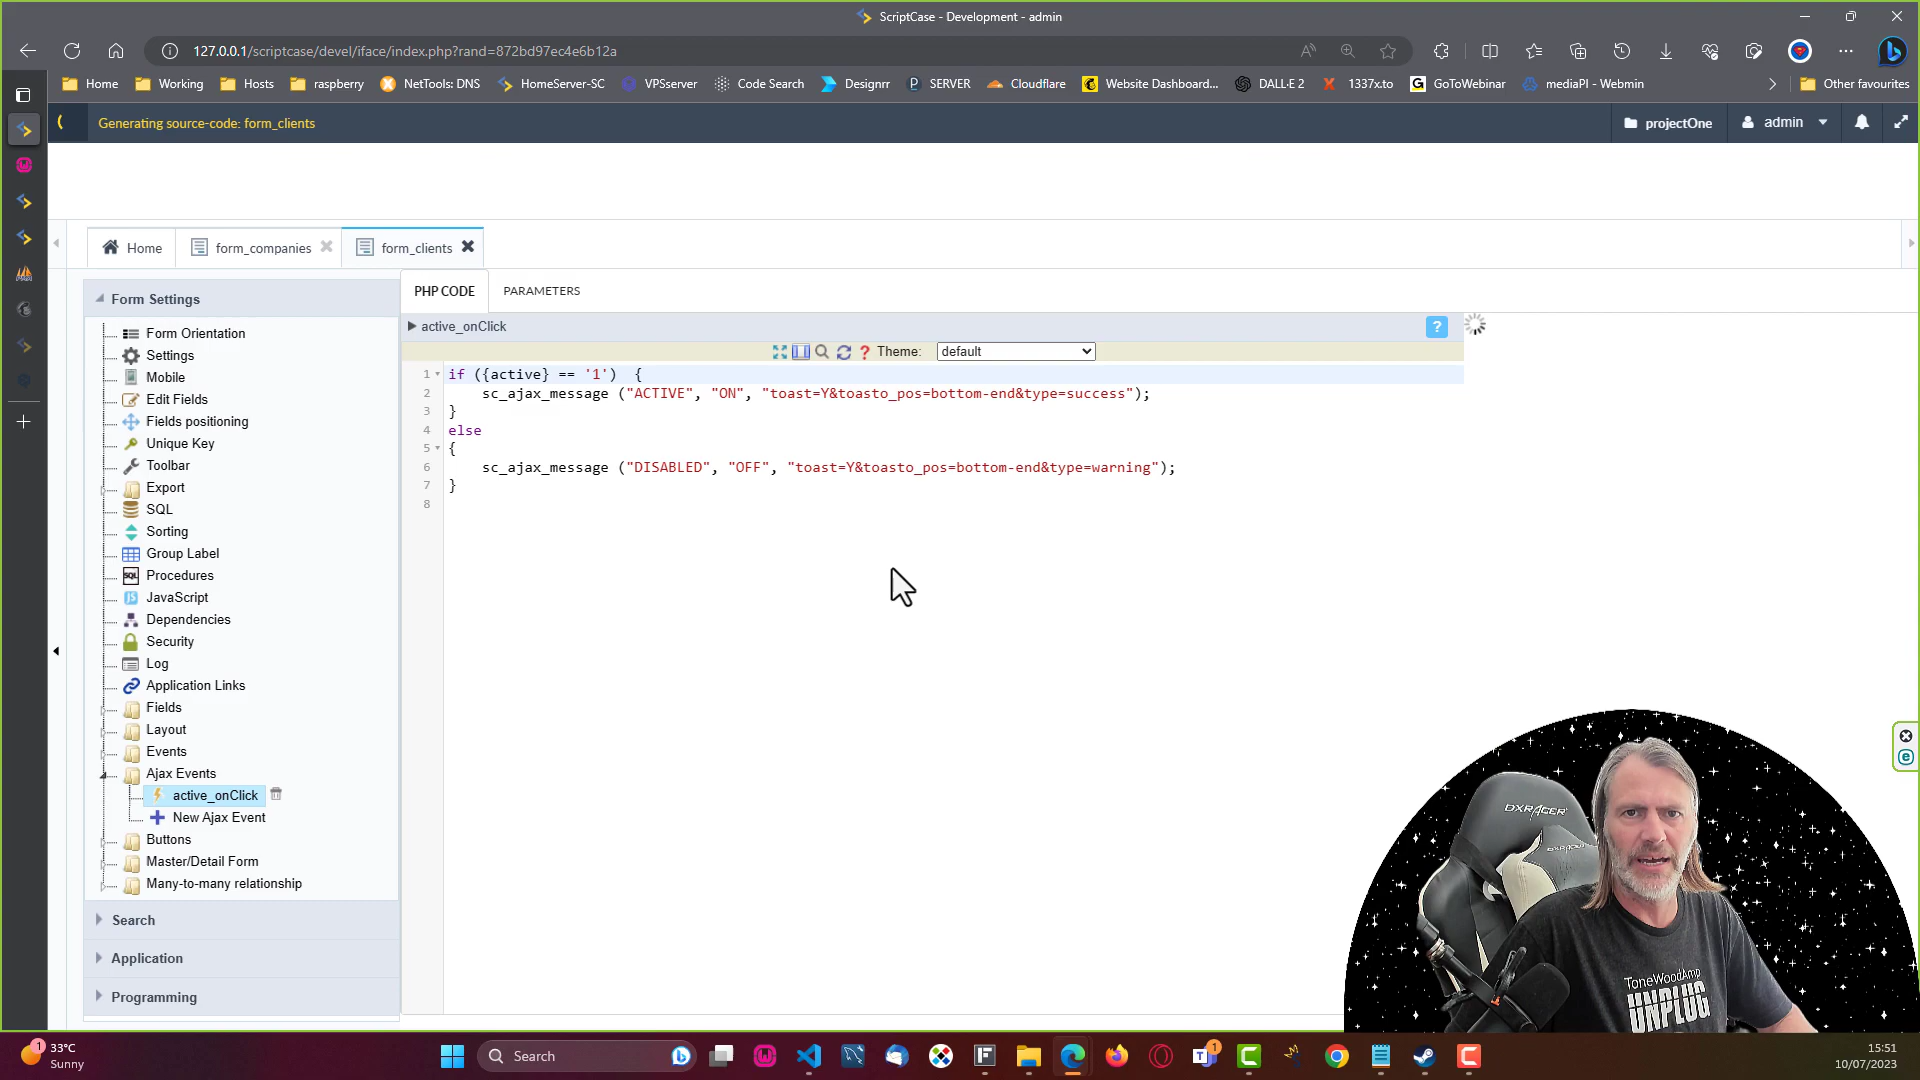 ScriptCase - Development - admin
127.0.0.1/scriptcase/devel/iface/index.php?rand=872bd97ec4e6b12a
Home
Working
Hosts
raspberry
NetTools: DNS
HomeServer-SC
VPSserver
Code Search
Designrr
SERVER
Cloudflare
Website Dashboard...
DALL·E 2
1337x.to
GoToWebinar
mediaPI - Webmin
Other favourites
Generating source-code: form_clients
projectOne
admin
Home
form_companies
form_clients
Form Settings
Form Orientation
Settings
Mobile
Edit Fields
Fields positioning
Unique Key
Toolbar
Export
SQL
Sorting
Group Label
Procedures
JavaScript
Dependencies
Security
Log
Application Links
Fields
Layout
Events
Ajax Events
active_onClick
New Ajax Event
Buttons
Master/Detail Form
Many-to-many relationship
Search
Application
Programming
PHP CODE
PARAMETERS
active_onClick
?
? Theme: default
1 if ({active} == '1')  {
2 sc_ajax_message ("ACTIVE", "ON", "toast=Y&toasto_pos=bottom-end&type=success");
3 }
4 else
5 {
6 sc_ajax_message ("DISABLED", "OFF", "toast=Y&toasto_pos=bottom-end&type=warning");
7 }
8
DXRACER
DXRACER
ToneWoodAmp
UNPLUG
1
33°C
Sunny
Search
1
15:51
10/07/2023